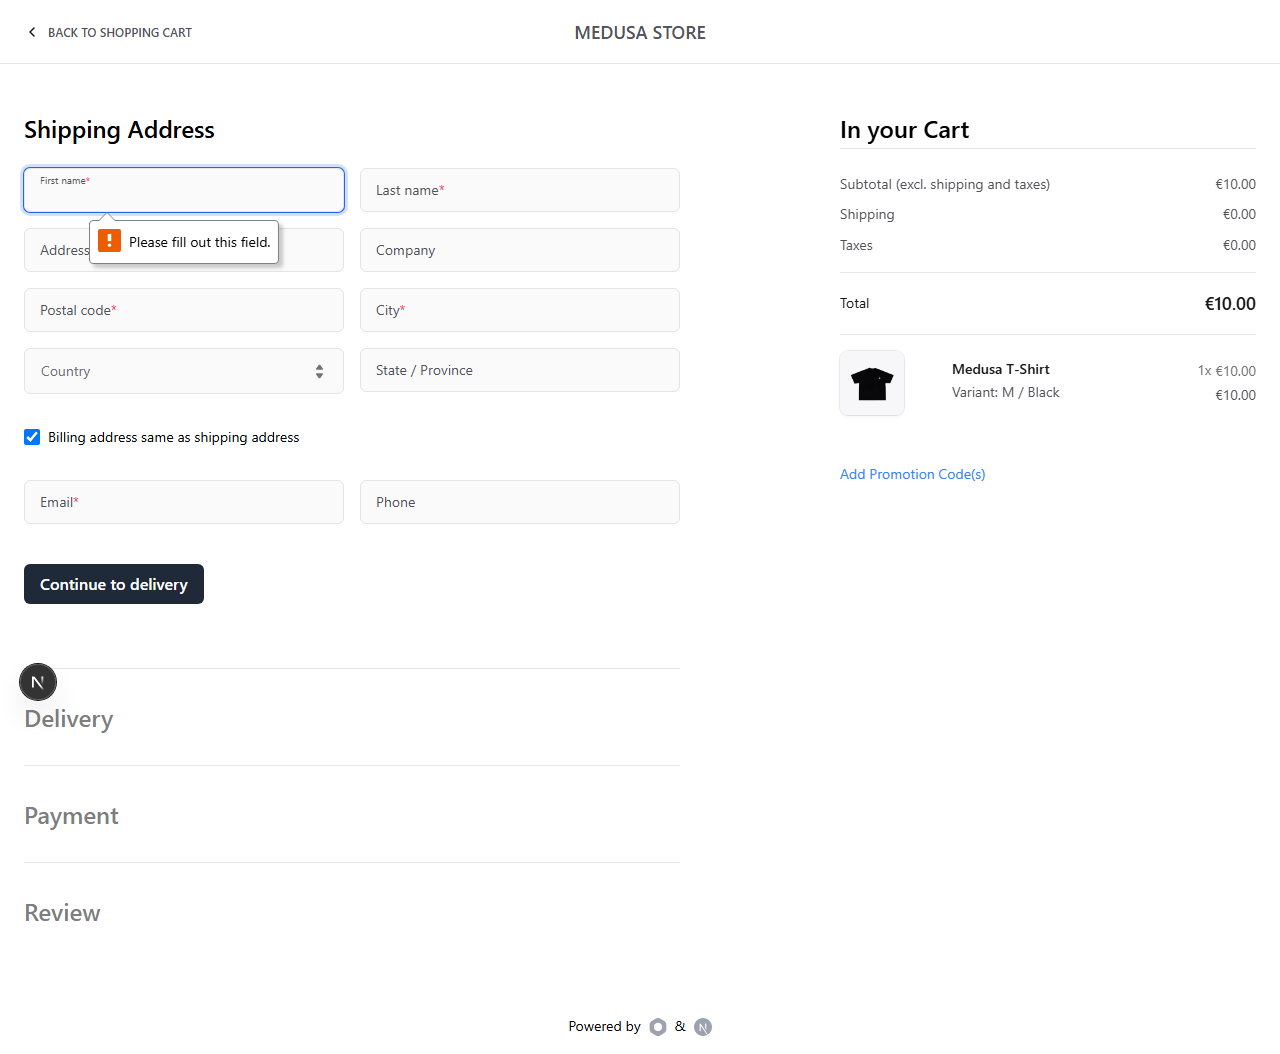 BACK TO SHOPPING CART
MEDUSA STORE
Shipping Address
First name*
Last name*
Please fill out this field.
Address
Company
Postal code*
City*
Country
State / Province
Billing address same as shipping address
Email*
Phone
Continue to delivery
N
Delivery
Payment
Review
In your Cart
Subtotal (excl. shipping and taxes) €10.00
Shipping €0.00
Taxes €0.00
Total €10.00
Medusa T-Shirt 1x €10.00
Variant: M / Black €10.00
Add Promotion Code(s)
Powered by & N